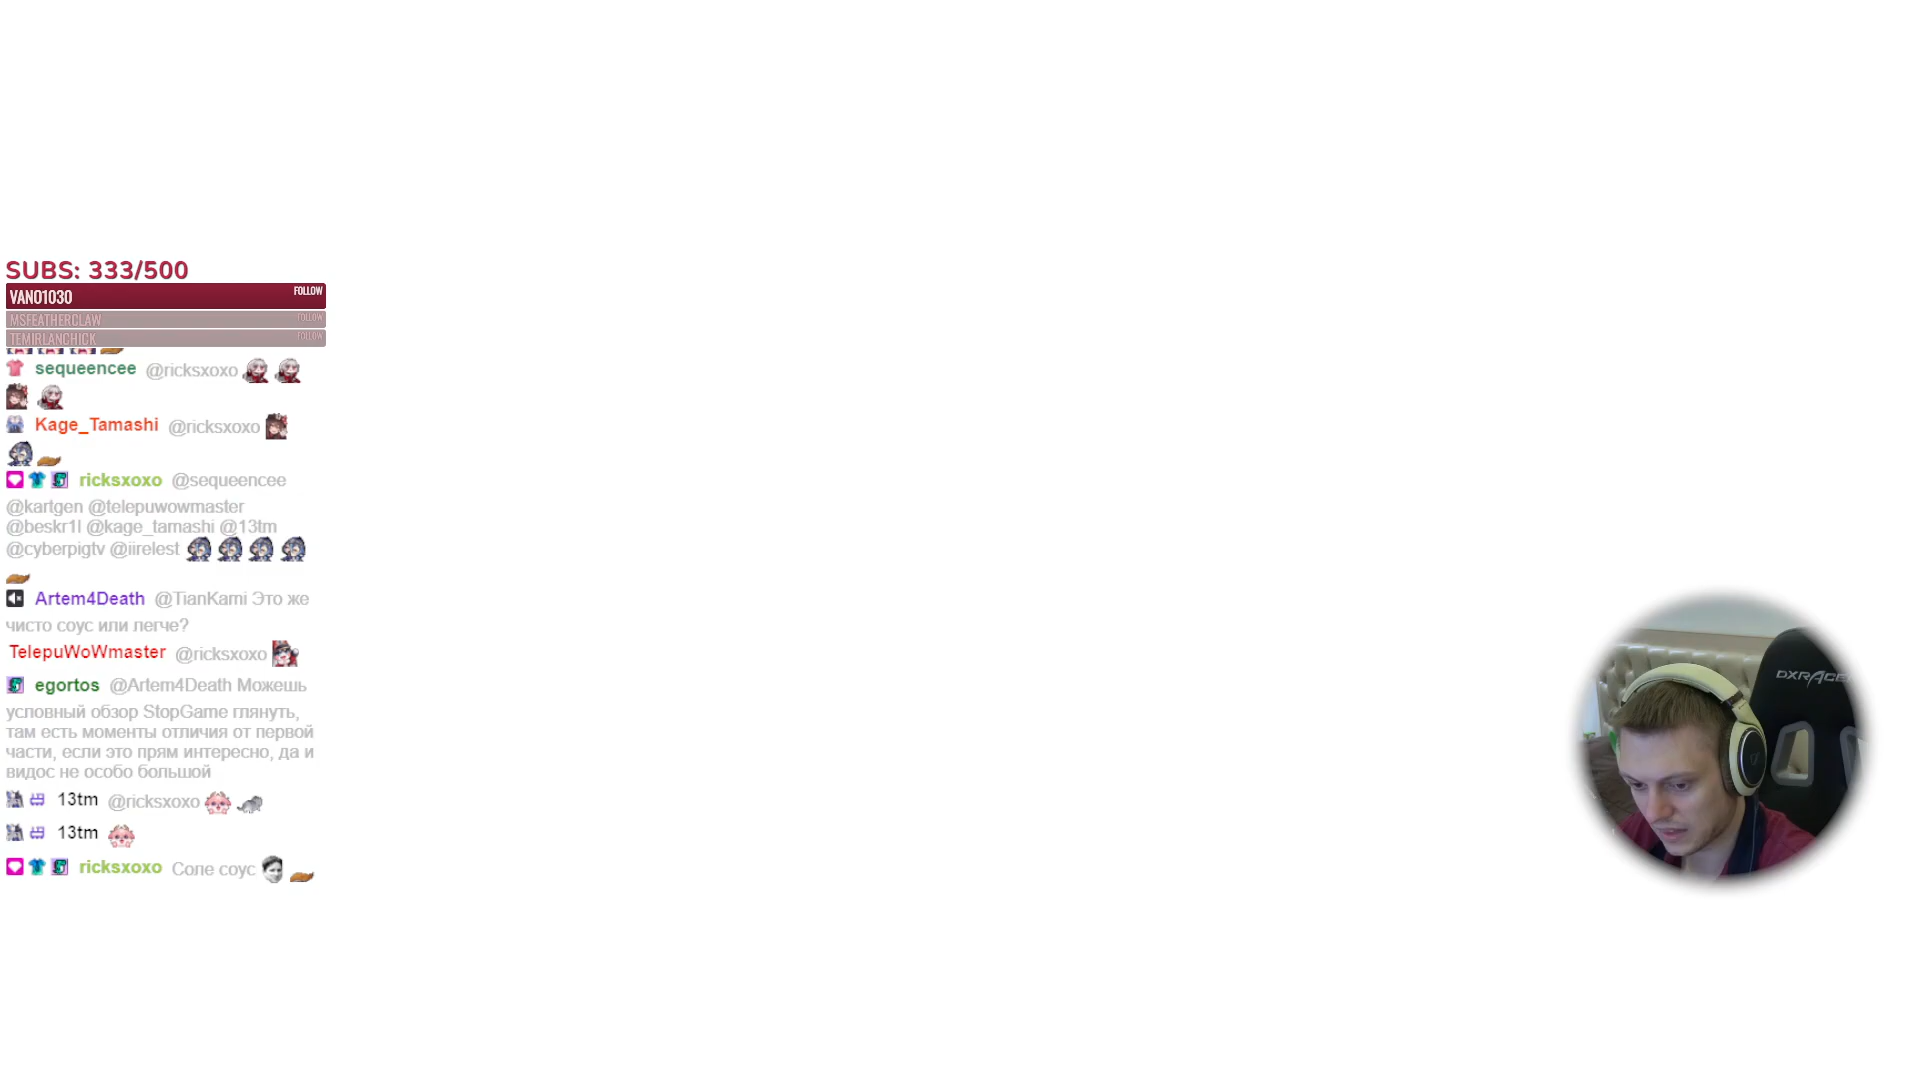 SUBS: 333/500
VANO1030 FOLLOW
MSFEATHERCLAW FOLLOW
TEMIRLANCHICK FOLLOW
sequeencee @ricksxoxo
Kage_Tamashi @ricksxoxo
ricksxoxo @sequeencee
@kartgen @telepuwowmaster
@beskr1l @kage_tamashi @13tm
@cyberpigtv @iirelest
Artem4Death @TianKami Это же
чисто соус или легче?
TelepuWoWmaster @ricksxoxo
egortos @Artem4Death Можешь
условный обзор StopGame глянуть,
там есть моменты отличия от первой
части, если это прям интересно, да и
видос не особо большой
13tm @ricksxoxo
13tm
ricksxoxo Соле соус
DXRACER